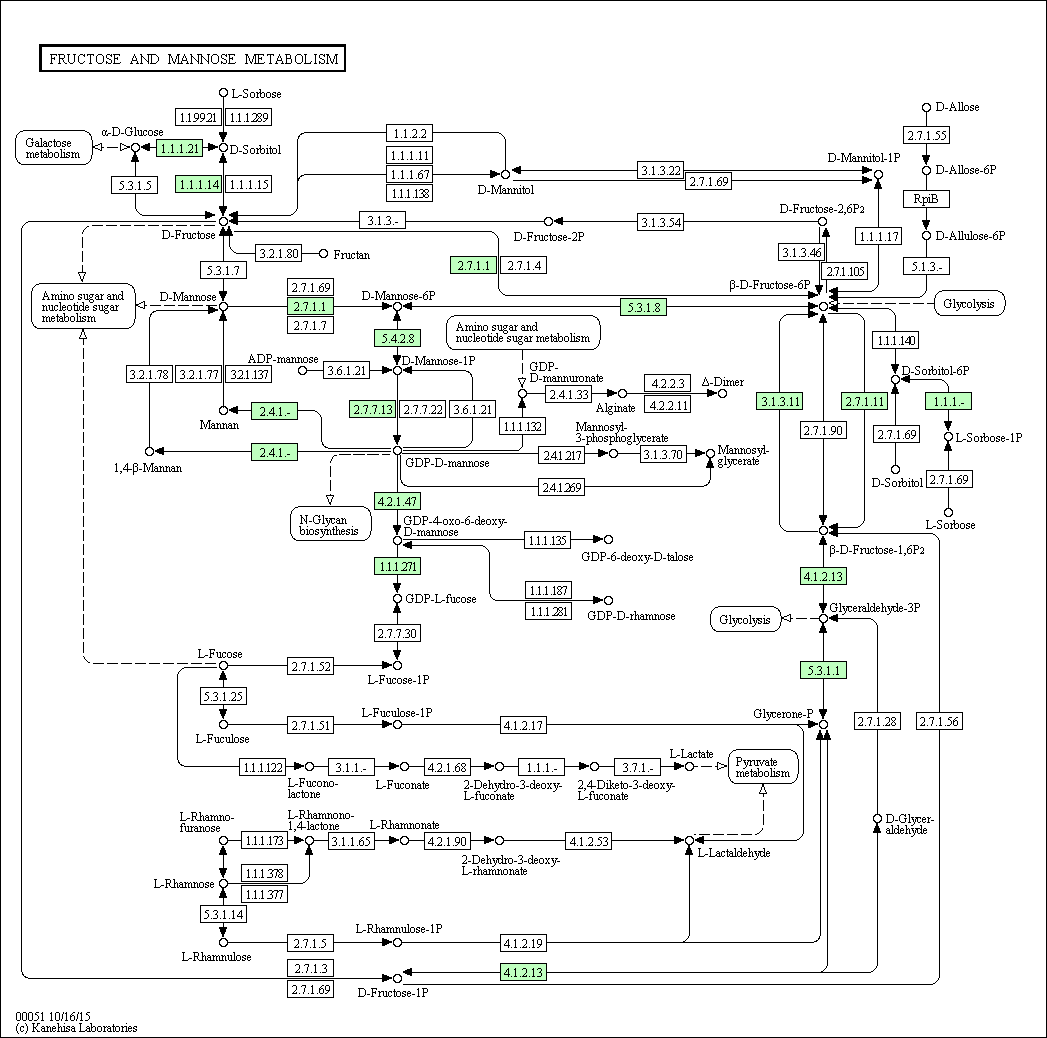 FRUCTOSE AND MANNOSE METABOLISM
L-Sorbose
D-Allose
1.1.99.21
1.1.1.289
α-D-Glucose
1.1.2.2
2.7.1.55
Galactose
metabolism
1.1.1.21
D-Sorbitol
1.1.1.11
D-Mannitol-1P
3.1.3.22
D-Allose-6P
5.3.1.5
1.1.1.14
1.1.1.15
1.1.1.67
2.7.1.69
1.1.1.138
D-Mannitol
RpiB
3.1.3.-
3.1.3.54
D-Fructose-2,6P2
D-Fructose
D-Fructose-2P
1.1.1.17
D-Allulose-6P
3.2.1.80
Fructan
3.1.3.46
5.3.1.7
2.7.1.1
2.7.1.4
2.7.1.105
5.1.3.-
β-D-Fructose-6P
Amino sugar and
nucleotide sugar
metabolism
D-Mannose
2.7.1.69
2.7.1.1
2.7.1.7
D-Mannose-6P
5.3.1.8
Glycolysis
5.4.2.8
Amino sugar and
nucleotide sugar metabolism
1.1.1.140
ADP-mannose
3.6.1.21
D-Mannose-1P
GDP-
D-mannuronate
D-Sorbitol-6P
3.2.1.78
3.2.1.77
3.2.1.137
2.4.1.33
4.2.2.3
4.2.2.11
Δ-Dimer
Alginate
Mannan
2.4.1.-
2.7.7.13
2.7.7.22
3.6.1.21
1.1.1.132
3.1.3.11
2.7.1.11
1.1.1.-
2.7.1.90
2.7.1.69
L-Sorbose-1P
Mannosyl-
3-phosphoglycerate
1,4-β-Mannan
2.4.1.-
GDP-D-mannose
2.4.1.217
3.1.3.70
Mannosyl-
glycerate
2.4.1.269
D-Sorbitol
2.7.1.69
4.2.1.47
N-Glycan
biosynthesis
GDP-4-oxo-6-deoxy-
D-mannose
L-Sorbose
1.1.1.135
GDP-6-deoxy-D-talose
β-D-Fructose-1,6P2
1.1.1.271
4.1.2.13
GDP-L-fucose
1.1.1.187
1.1.1.281
GDP-D-rhamnose
Glyceraldehyde-3P
Glycolysis
2.7.7.30
L-Fucose
2.7.1.52
L-Fucose-1P
5.3.1.1
5.3.1.25
L-Fuculose
2.7.1.51
L-Fuculose-1P
4.1.2.17
Glycerone-P
2.7.1.28
2.7.1.56
1.1.1.122
L-Fucono-
lactone
3.1.1.-
L-Fuconate
4.2.1.68
2-Dehydro-3-deoxy-
L-fuconate
1.1.1.-
2,4-Diketo-3-deoxy-
L-fuconate
3.7.1.-
L-Lactate
Pyruvate
metabolism
L-Rhamno-
furanose
1.1.1.173
L-Rhamnono-
1,4-lactone
3.1.1.65
L-Rhamnonate
4.2.1.90
2-Dehydro-3-deoxy-
L-rhamnonate
4.1.2.53
L-Lactaldehyde
D-Glycer-
aldehyde
L-Rhamnose
1.1.1.378
1.1.1.377
5.3.1.14
L-Rhamnulose
2.7.1.5
L-Rhamnulose-1P
4.1.2.19
2.7.1.3
2.7.1.69
D-Fructose-1P
4.1.2.13
00051 10/16/15
(c) Kanehisa Laboratories